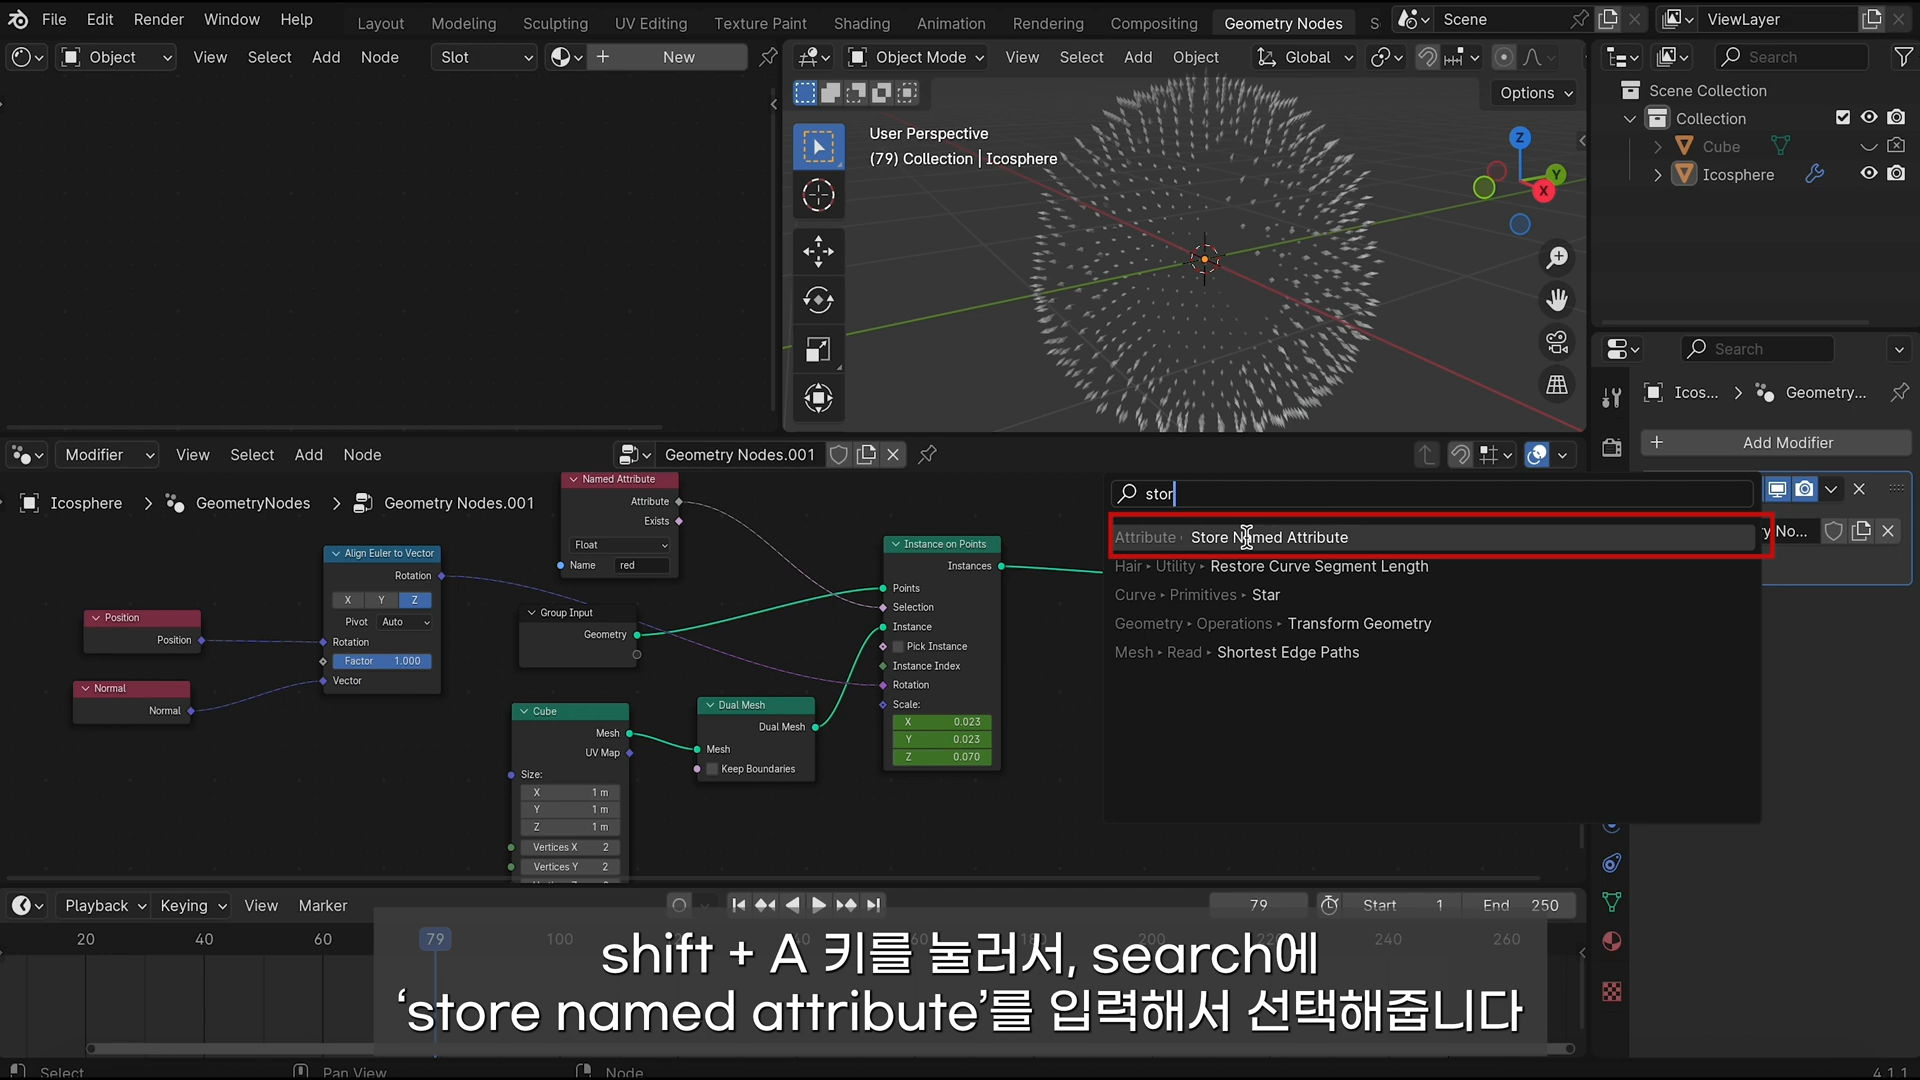 File Edit Render Window Help Layout Modeling Sculpting UV Editing Texture Paint Shading Animation Rendering Compositing Geometry Nodes S Scene ViewLayer
Object View Select Add Node Slot New
Object Mode View Select Add Object Global
Search
Options
User Perspective
(79) Collection | Icosphere
Z
Y
X
Scene Collection
Collection
Cube
Icosphere
Search
Icos... Geometry...
Add Modifier
Modifier View Select Add Node Geometry Nodes.001
Icosphere GeometryNodes Geometry Nodes.001
Named Attribute
Attribute
Exists
Float
Name red
Align Euler to Vector
Rotation
X Y Z
Pivot Auto
Rotation
Factor 1.000
Vector
Position
Position
Normal
Normal
Group Input
Geometry
Cube
Mesh
UV Map
Size:
X 1 m
Y 1 m
Z 1 m
Vertices X 2
Vertices Y 2
Dual Mesh
Dual Mesh
Mesh
Keep Boundaries
Instance on Points
Instances
Points
Selection
Instance
Pick Instance
Instance Index
Rotation
Scale:
X 0.023
Y 0.023
Z 0.070
stor
Attribute Store Named Attribute
Hair Utility Restore Curve Segment Length
Curve Primitives Star
Geometry Operations Transform Geometry
Mesh Read Shortest Edge Paths
y No...
Playback Keying View Marker 79 Start 1 End 250
20 40 60 79 100 200 220 240 260
shift + A 키를 눌러서, search에
‘store named attribute’를 입력해서 선택해줍니다
Select Pan View Node 4.1.1